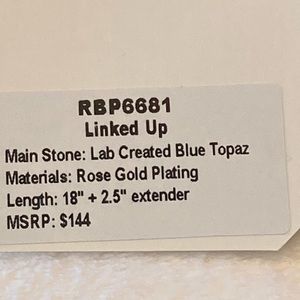 RBP6681
Linked Up
Main Stone: Lab Created Blue Topaz
Materials: Rose Gold Plating
Length: 18" + 2.5" extender
MSRP: $144